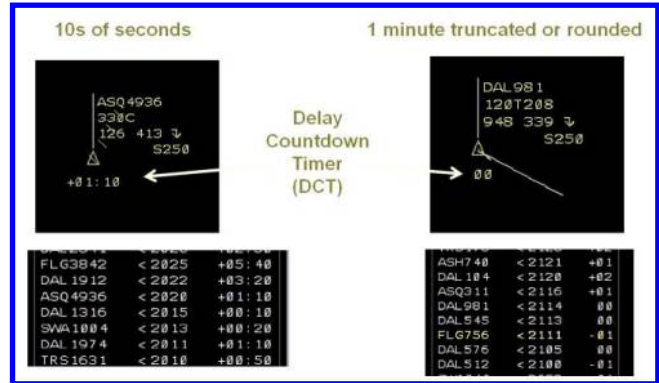 10s of seconds
1 minute truncated or rounded
ASQ4936
330C
126 413
S250
+01:10
Delay
Countdown
Timer
(DCT)
DAL981
120T208
948 339
S250
00
FLG3842 <2025 +05:40
DAL1912 <2022 +03:20
ASQ4936 <2020 +01:10
DAL1316 <2015 +00:10
SWA1004 <2013 +00:20
DAL1974 <2011 +01:10
TRS1631 <2010 +00:50
ASH740 <2121 +01
DAL104 <2120 +02
ASQ311 <2116 +01
DAL981 <2114 00
DAL545 <2113 00
FLG756 <2111 -01
DAL576 <2105 00
DAL512 <2100 -01